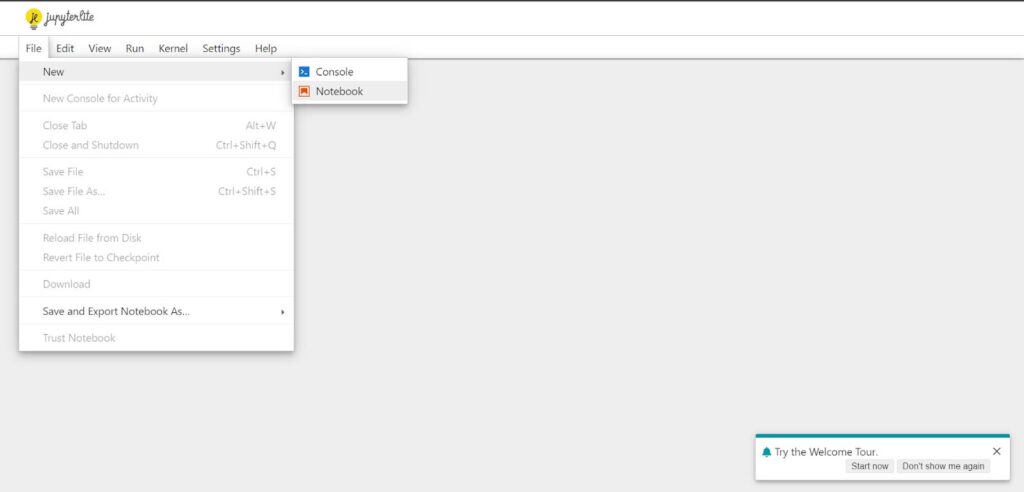 jupyterlite
File Edit View Run Kernel Settings Help
New
Console
Notebook
New Console for Activity
Close Tab Alt+W
Close and Shutdown Ctrl+Shift+Q
Save File Ctrl+S
Save File As... Ctrl+Shift+S
Save All
Reload File from Disk
Revert File to Checkpoint
Download
Save and Export Notebook As...
Trust Notebook
Try the Welcome Tour.
Start now Don't show me again